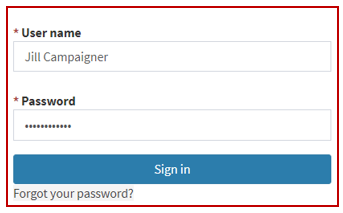 * User name
Jill Campaigner
* Password
••••••••••••
Sign in
Forgot your password?